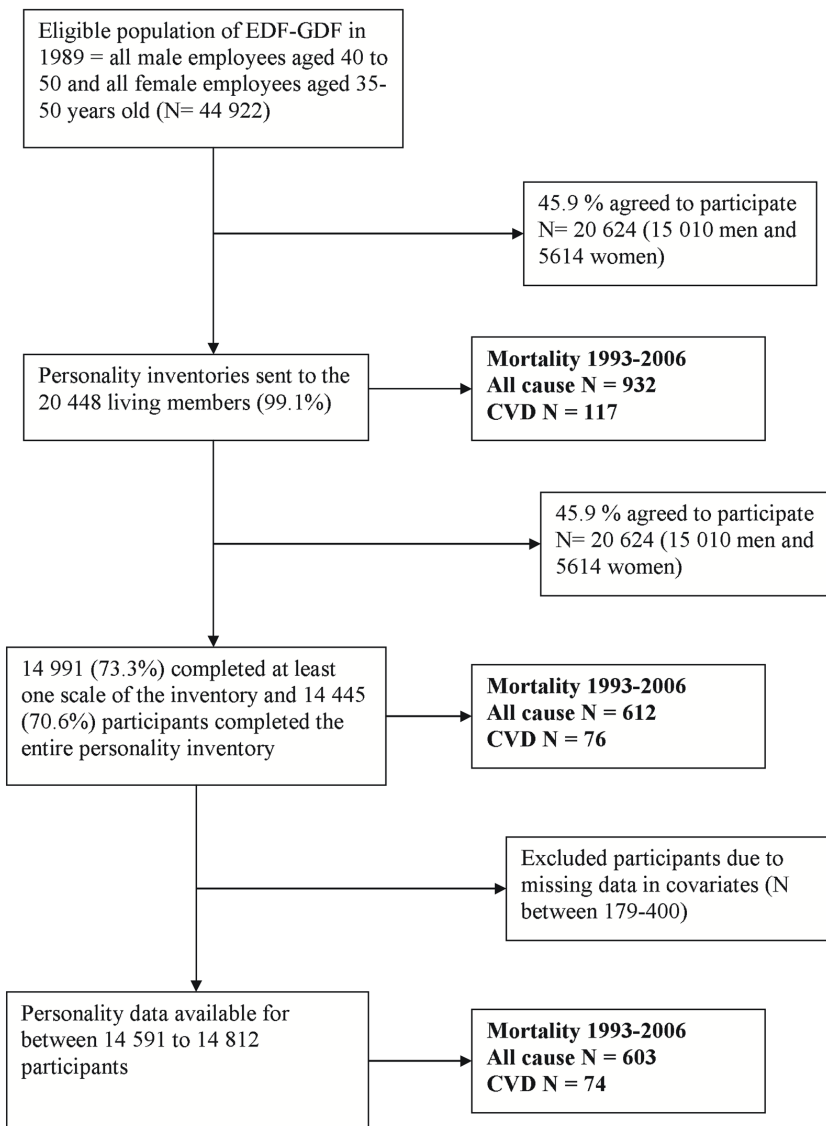 Eligible population of EDF-GDF in
1989 = all male employees aged 40 to
50 and all female employees aged 35-
50 years old (N= 44 922)
45.9 % agreed to participate
N= 20 624 (15 010 men and
5614 women)
Personality inventories sent to the
20 448 living members (99.1%)
Mortality 1993-2006
All cause N = 932
CVD N = 117
45.9 % agreed to participate
N= 20 624 (15 010 men and
5614 women)
14 991 (73.3%) completed at least
one scale of the inventory and 14 445
(70.6%) participants completed the
entire personality inventory
Mortality 1993-2006
All cause N = 612
CVD N = 76
Excluded participants due to
missing data in covariates (N
between 179-400)
Personality data available for
between 14 591 to 14 812
participants
Mortality 1993-2006
All cause N = 603
CVD N = 74